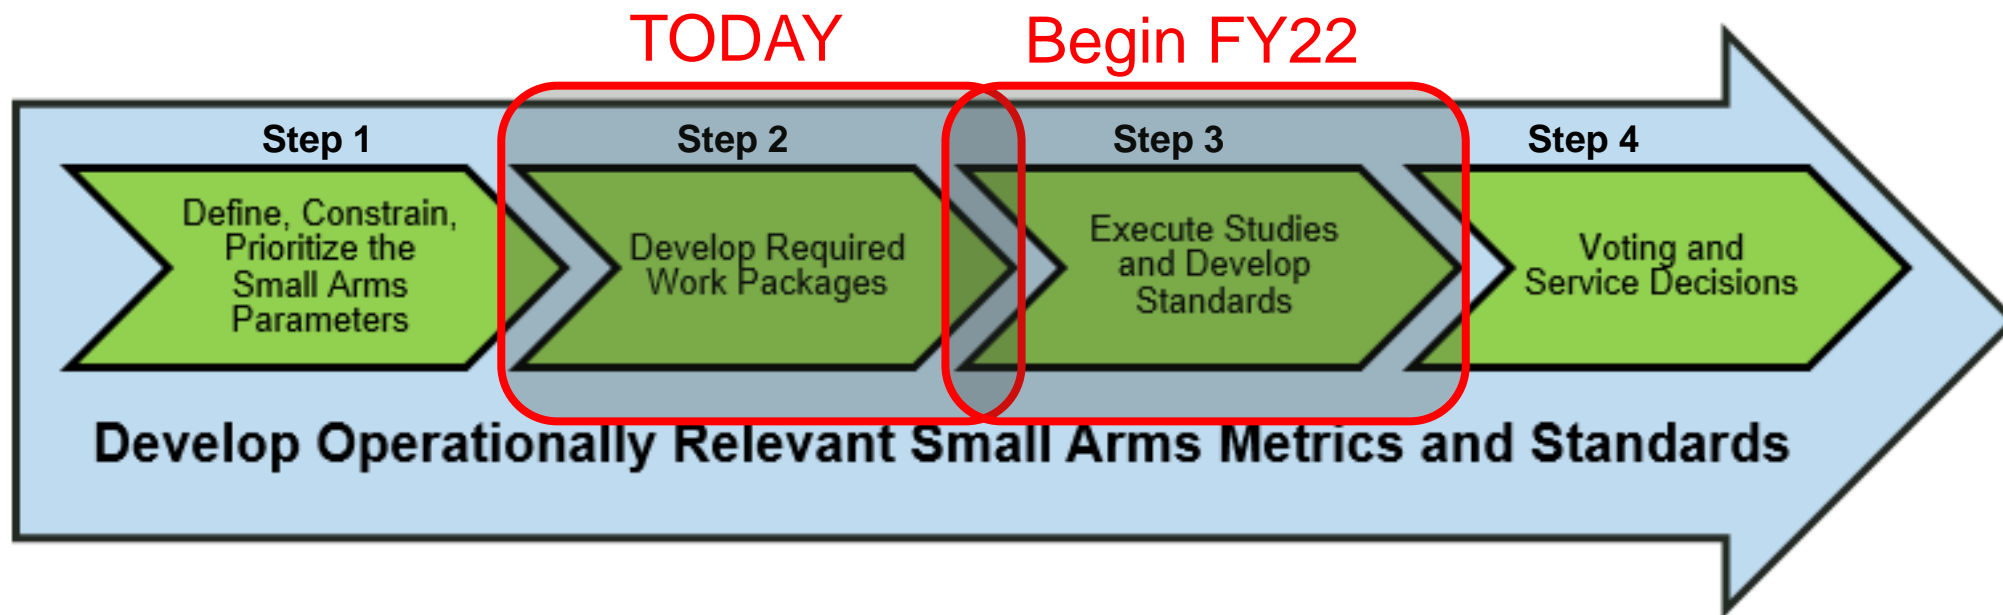 TODAY
Begin FY22
Step 1
Step 2
Step 3
Step 4
Define, Constrain,
Prioritize the
Small Arms
Parameters
Develop Required
Work Packages
Execute Studies
and Develop
Standards
Voting and
Service Decisions
Develop Operationally Relevant Small Arms Metrics and Standards